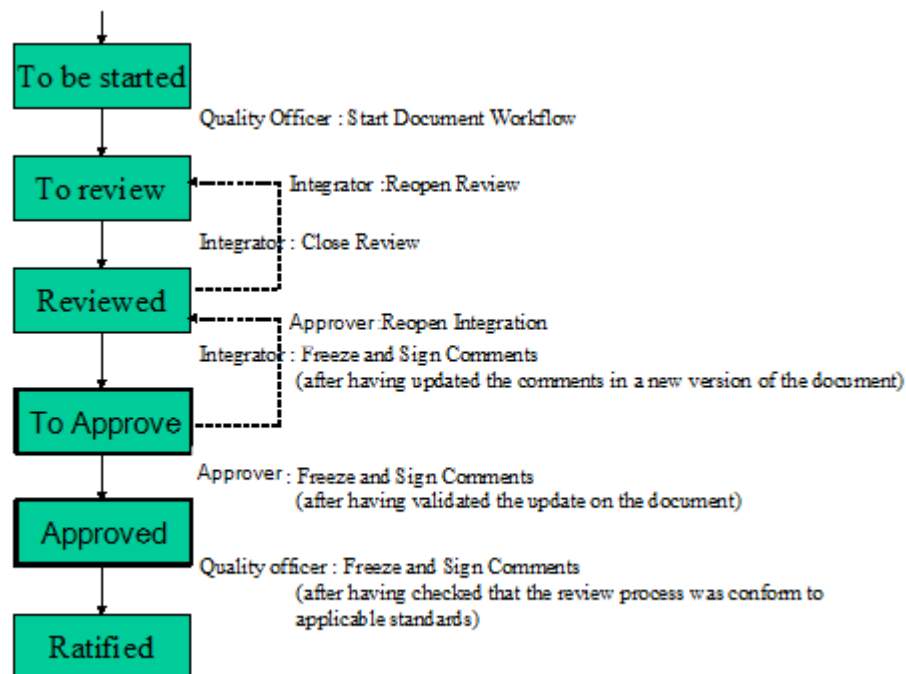 To be started
Quality Officer : Start Document Workflow
To review
Integrator :Reopen Review
Integrator : Close Review
Reviewed
Approver:Reopen Integration
Integrator : Freeze and Sign Comments
(after having updated the comments in a new version of the document)
To Approve
Approver : Freeze and Sign Comments
(after having validated the update on the document)
Approved
Quality officer : Freeze and Sign Comments
(after having checked that the review process was conform to
applicable standards)
Ratified